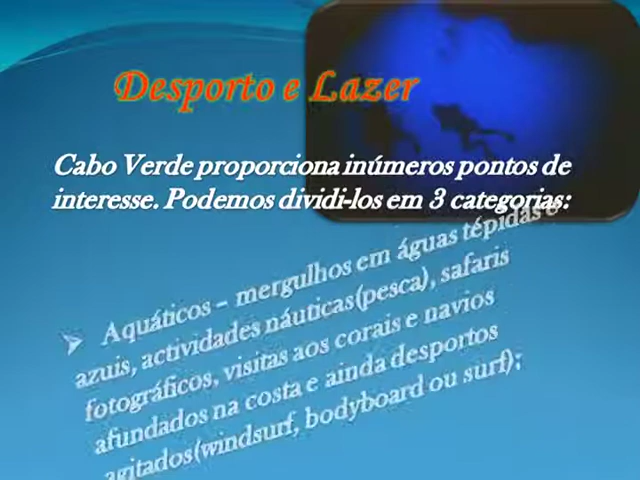 Desporto e Lazer
Cabo Verde proporciona inúmeros pontos de
interesse. Podemos dividi-los em 3 categorias:
Aquáticos – mergulhos em águas tépidas e
azuis, actividades náuticas(pesca), safaris
fotográficos, visitas aos corais e navios
afundados na costa e ainda desportos
agitados(windsurf, bodyboard ou surf);